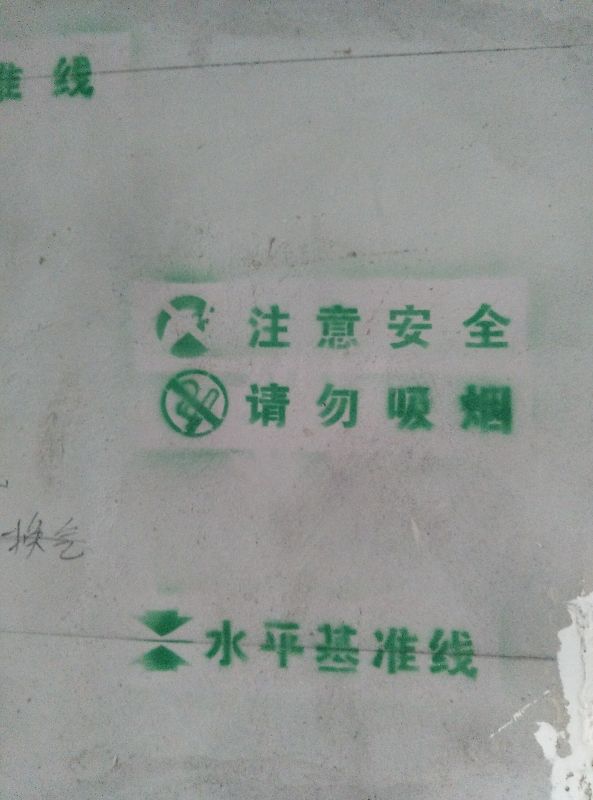 准线
注意安全
请勿吸烟
换气
水平基准线